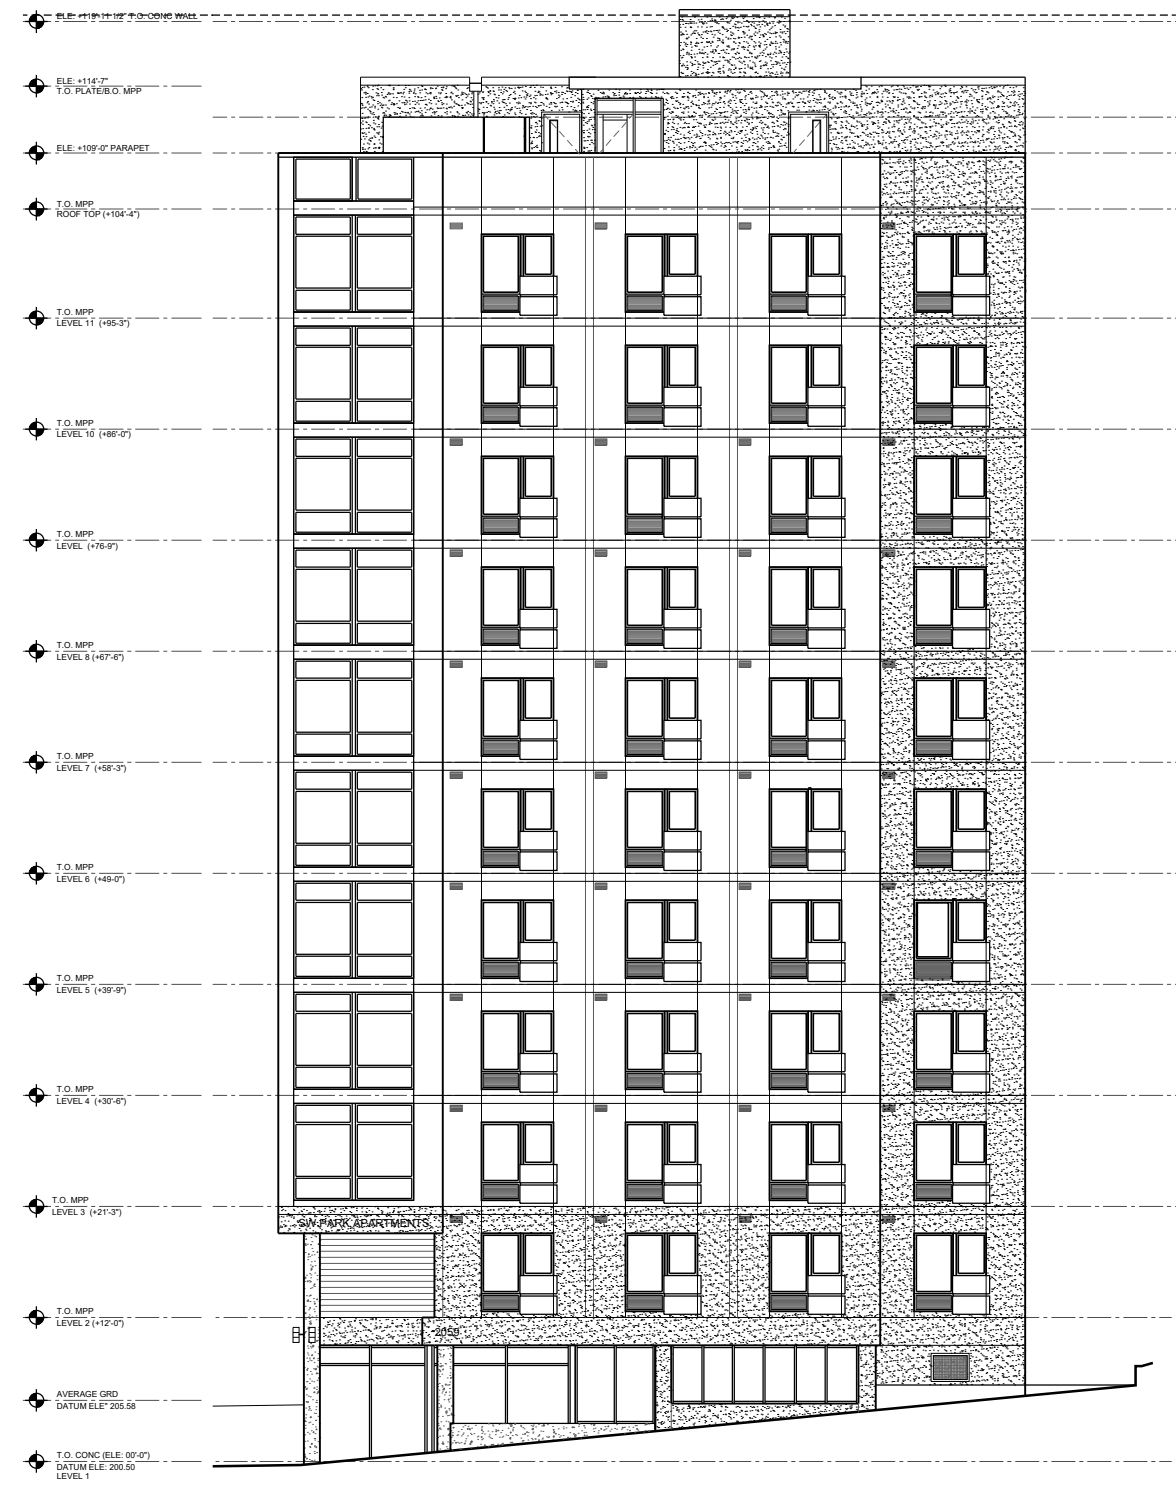 ELE: +119'-11 1/2" T.O. CONC WALL
ELE: +114'-7"
T.O. PLATE/B.O. MPP
ELE: +109'-0" PARAPET
T.O. MPP
ROOF TOP (+104'-4")
T.O. MPP
LEVEL 11 (+95-3")
T.O. MPP
LEVEL 10 (+86'-0")
T.O. MPP
LEVEL (+76-9")
T.O. MPP
LEVEL 8 (+67'-6")
T.O. MPP
LEVEL 7 (+58'-3")
T.O. MPP
LEVEL 6 (+49-0")
T.O. MPP
LEVEL 5 (+39'-9")
T.O. MPP
LEVEL 4 (+30'-6")
T.O. MPP
LEVEL 3 (+21'-3")
SW PARK APARTMENTS
T.O. MPP
LEVEL 2 (+12'-0")
2059
AVERAGE GRD
DATUM ELE" 205.58
T.O. CONC (ELE: 00'-0")
DATUM ELE: 200.50
LEVEL 1